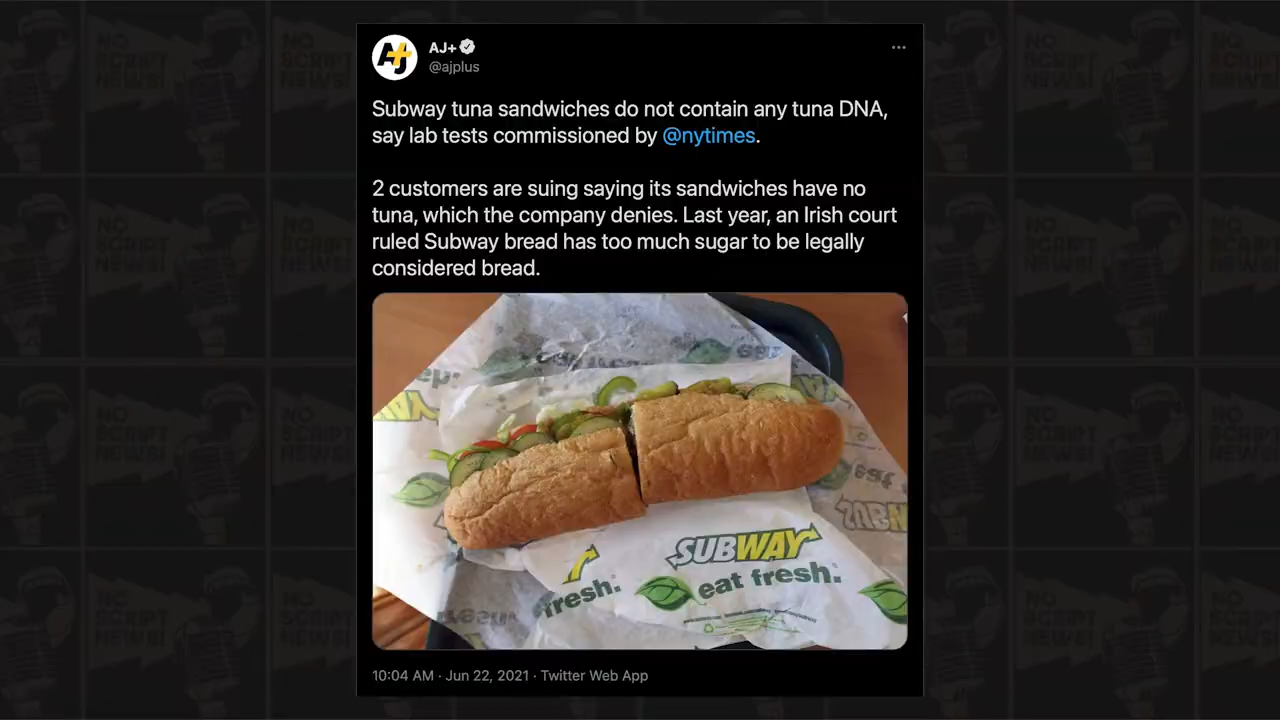 AJ+
@ajplus
Subway tuna sandwiches do not contain any tuna DNA,
say lab tests commissioned by @nytimes.
2 customers are suing saying its sandwiches have no
tuna, which the company denies. Last year, an Irish court
ruled Subway bread has too much sugar to be legally
considered bread.
SUBWAY
eat fresh.
fresh.
10:04 AM · Jun 22, 2021 · Twitter Web App
NO SCRIPT NEWS!